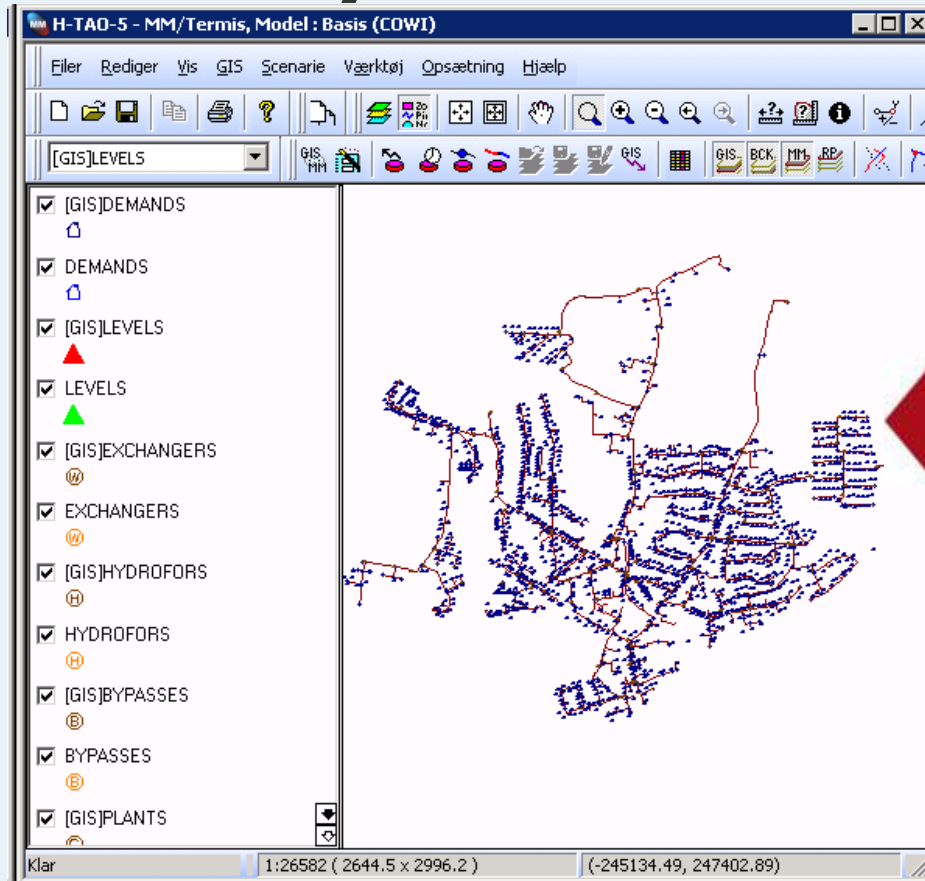 H-TAO-5 - MM/Termis, Model : Basis (COWI)
Filer Rediger Vis GIS Scenarie Værktøj Opsætning Hjælp
[GIS]LEVELS
GIS MM
GIS
GIS BCK MM RP
[GIS]DEMANDS
DEMANDS
[GIS]LEVELS
LEVELS
[GIS]EXCHANGERS
W
EXCHANGERS
W
[GIS]HYDROFORS
H
HYDROFORS
H
[GIS]BYPASSES
B
BYPASSES
B
[GIS]PLANTS
Klar 1:26582 ( 2644.5 x 2996.2 ) (-245134.49, 247402.89)